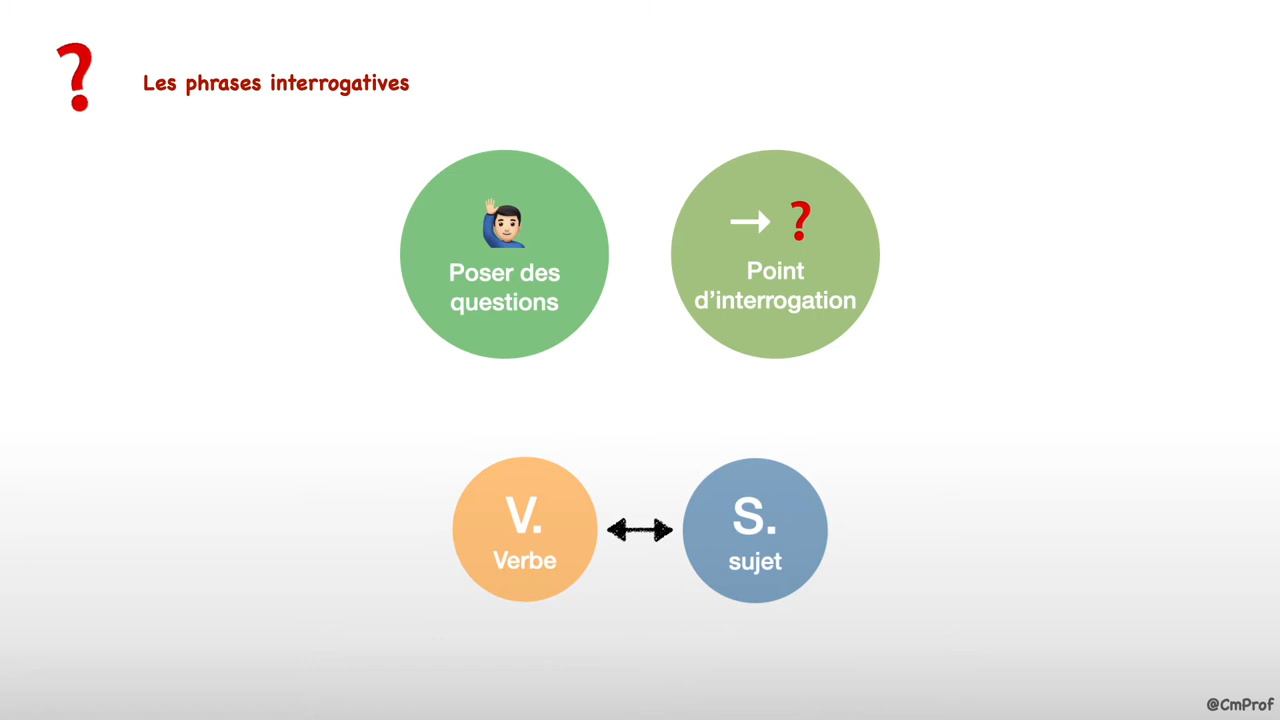 ?
Les phrases interrogatives
Poser des
questions
→ ?
Point
d’interrogation
V.
Verbe
S.
sujet
@CmProf